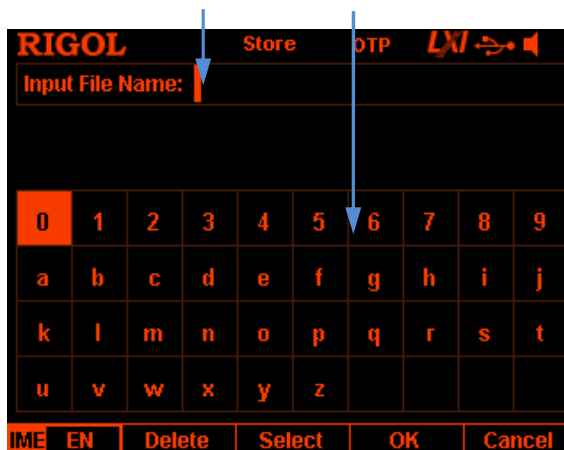 RIGOL Store OTP LXI
Input File Name:
0 1 2 3 4 5 6 7 8 9
a b c d e f g h i j
k l m n o p q r s t
u v w x y z
IME EN Delete Select OK Cancel